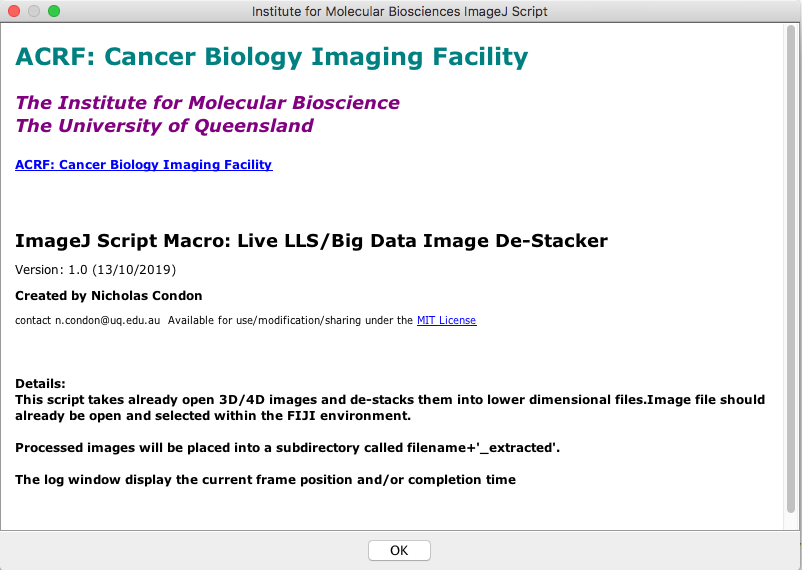 Institute for Molecular Biosciences ImageJ Script
ACRF: Cancer Biology Imaging Facility
The Institute for Molecular Bioscience
The University of Queensland
ACRF: Cancer Biology Imaging Facility
ImageJ Script Macro: Live LLS/Big Data Image De-Stacker
Version: 1.0 (13/10/2019)
Created by Nicholas Condon
contact n.condon@uq.edu.au  Available for use/modification/sharing under the MIT License
Details:
This script takes already open 3D/4D images and de-stacks them into lower dimensional files.Image file should
already be open and selected within the FIJI environment.
Processed images will be placed into a subdirectory called filename+'_extracted'.
The log window display the current frame position and/or completion time
OK